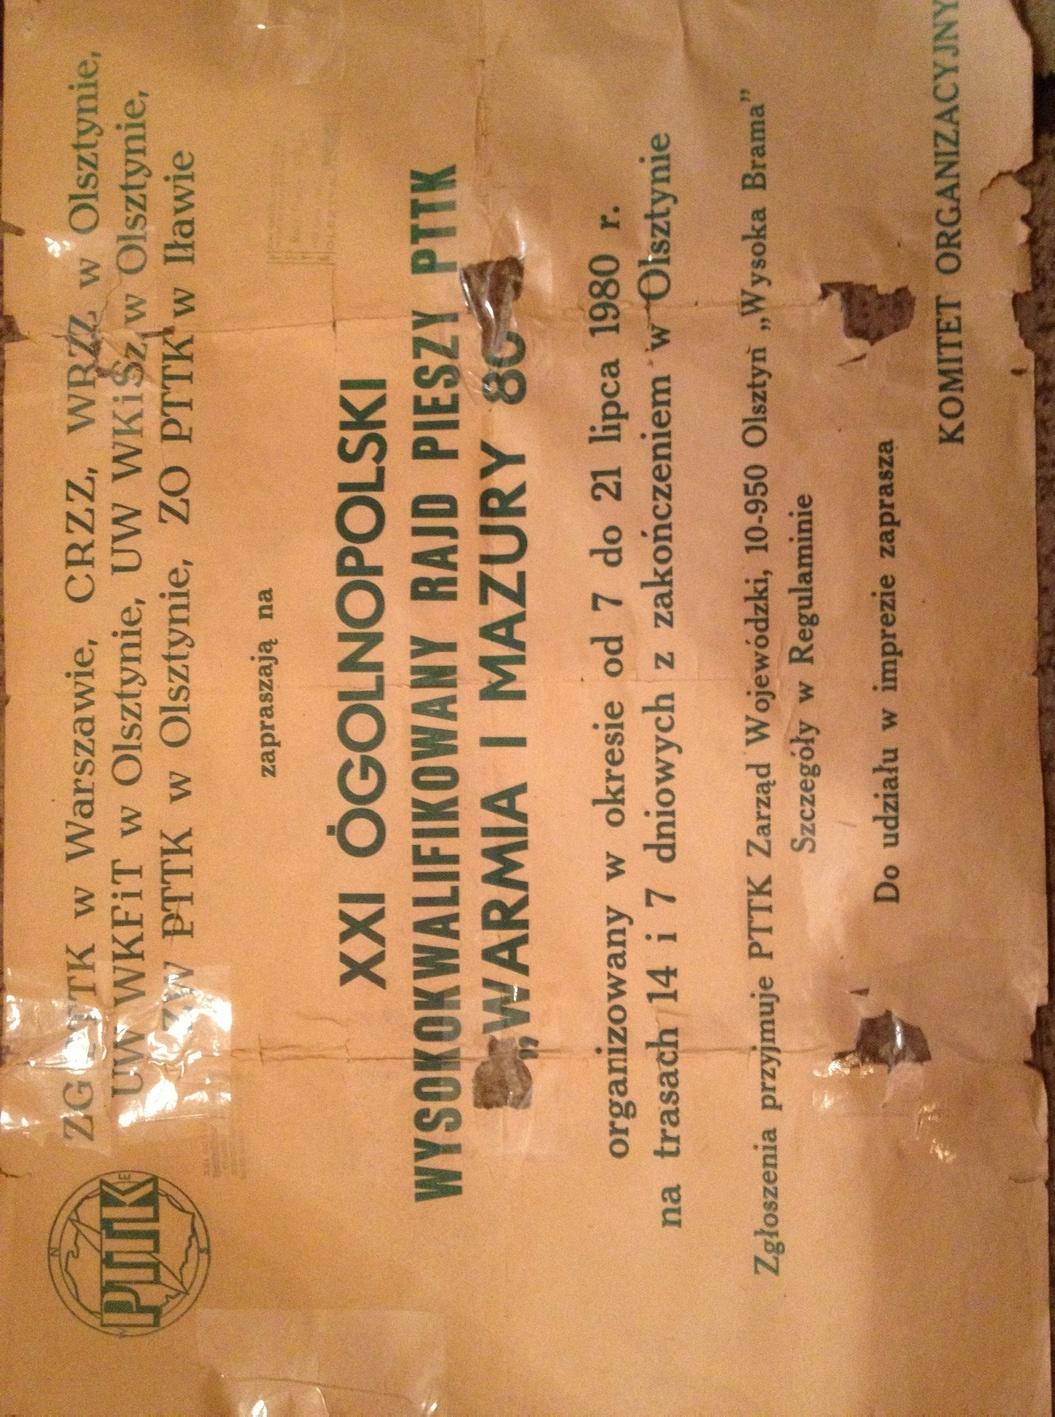 PTTK
N
E
ZG PTTK w Warszawie, CRZZ, WRZZ w Olsztynie,
UW WKFiT w Olsztynie, UW WKiSz w Olsztynie,
ZW PTTK w Olsztynie, ZO PTTK w Iławie
zapraszają na
XXI OGOLNOPOLSKI
WYSOKOKWALIFIKOWANY RAJD PIESZY PTTK
„WARMIA I MAZURY 80
organizowany w okresie od 7 do 21 lipca 1980 r.
na trasach 14 i 7 dniowych z zakończeniem w Olsztynie
Zgłoszenia przyjmuje PTTK Zarząd Wojewódzki, 10-950 Olsztyn „Wysoka Brama”
Szczegóły w Regulaminie
Do udziału w imprezie zaprasza
KOMITET ORGANIZACYJNY